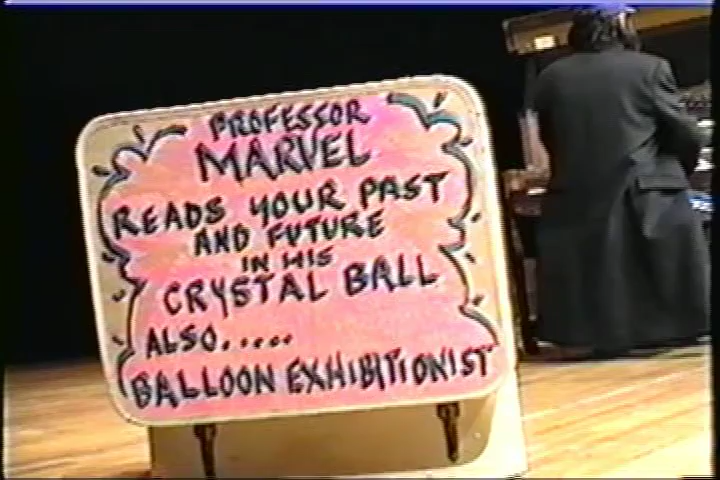 PROFESSOR
MARVEL
READS YOUR PAST
AND FUTURE
IN HIS
CRYSTAL BALL
ALSO.....
BALLOON EXHIBITIONIST